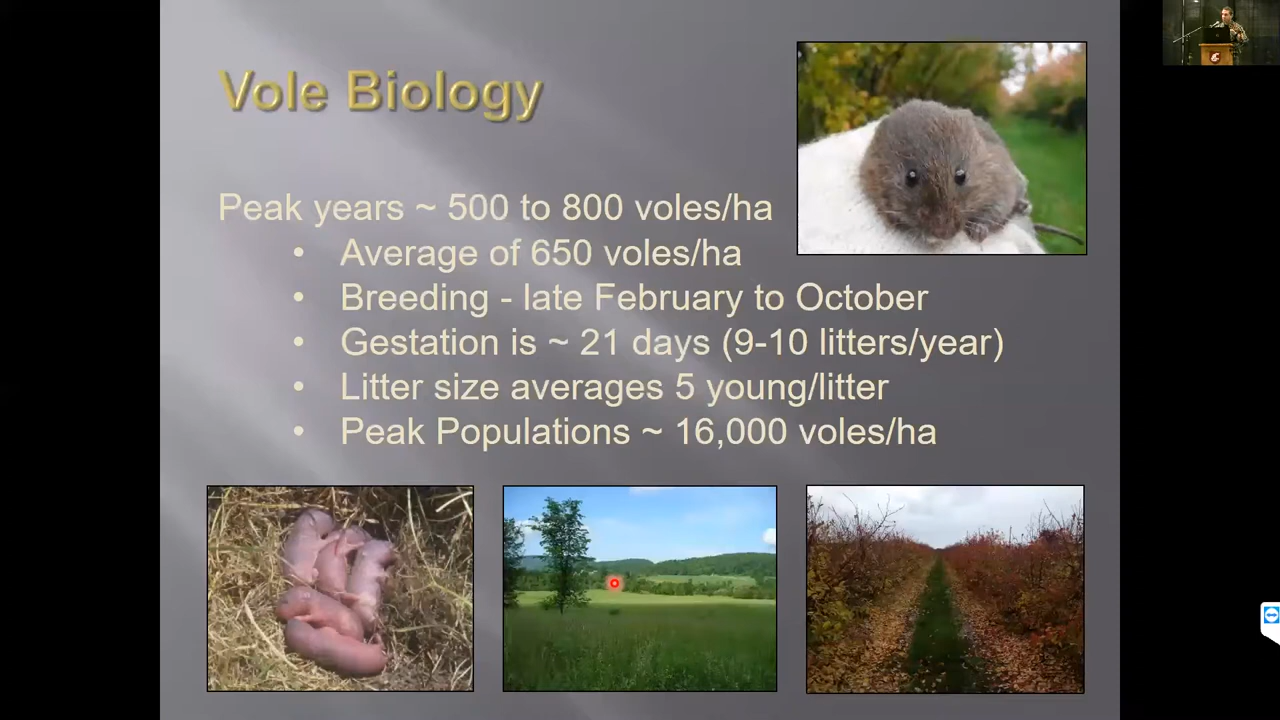 Vole Biology
Peak years ~ 500 to 800 voles/ha
• Average of 650 voles/ha
• Breeding - late February to October
• Gestation is ~ 21 days (9-10 litters/year)
• Litter size averages 5 young/litter
• Peak Populations ~ 16,000 voles/ha